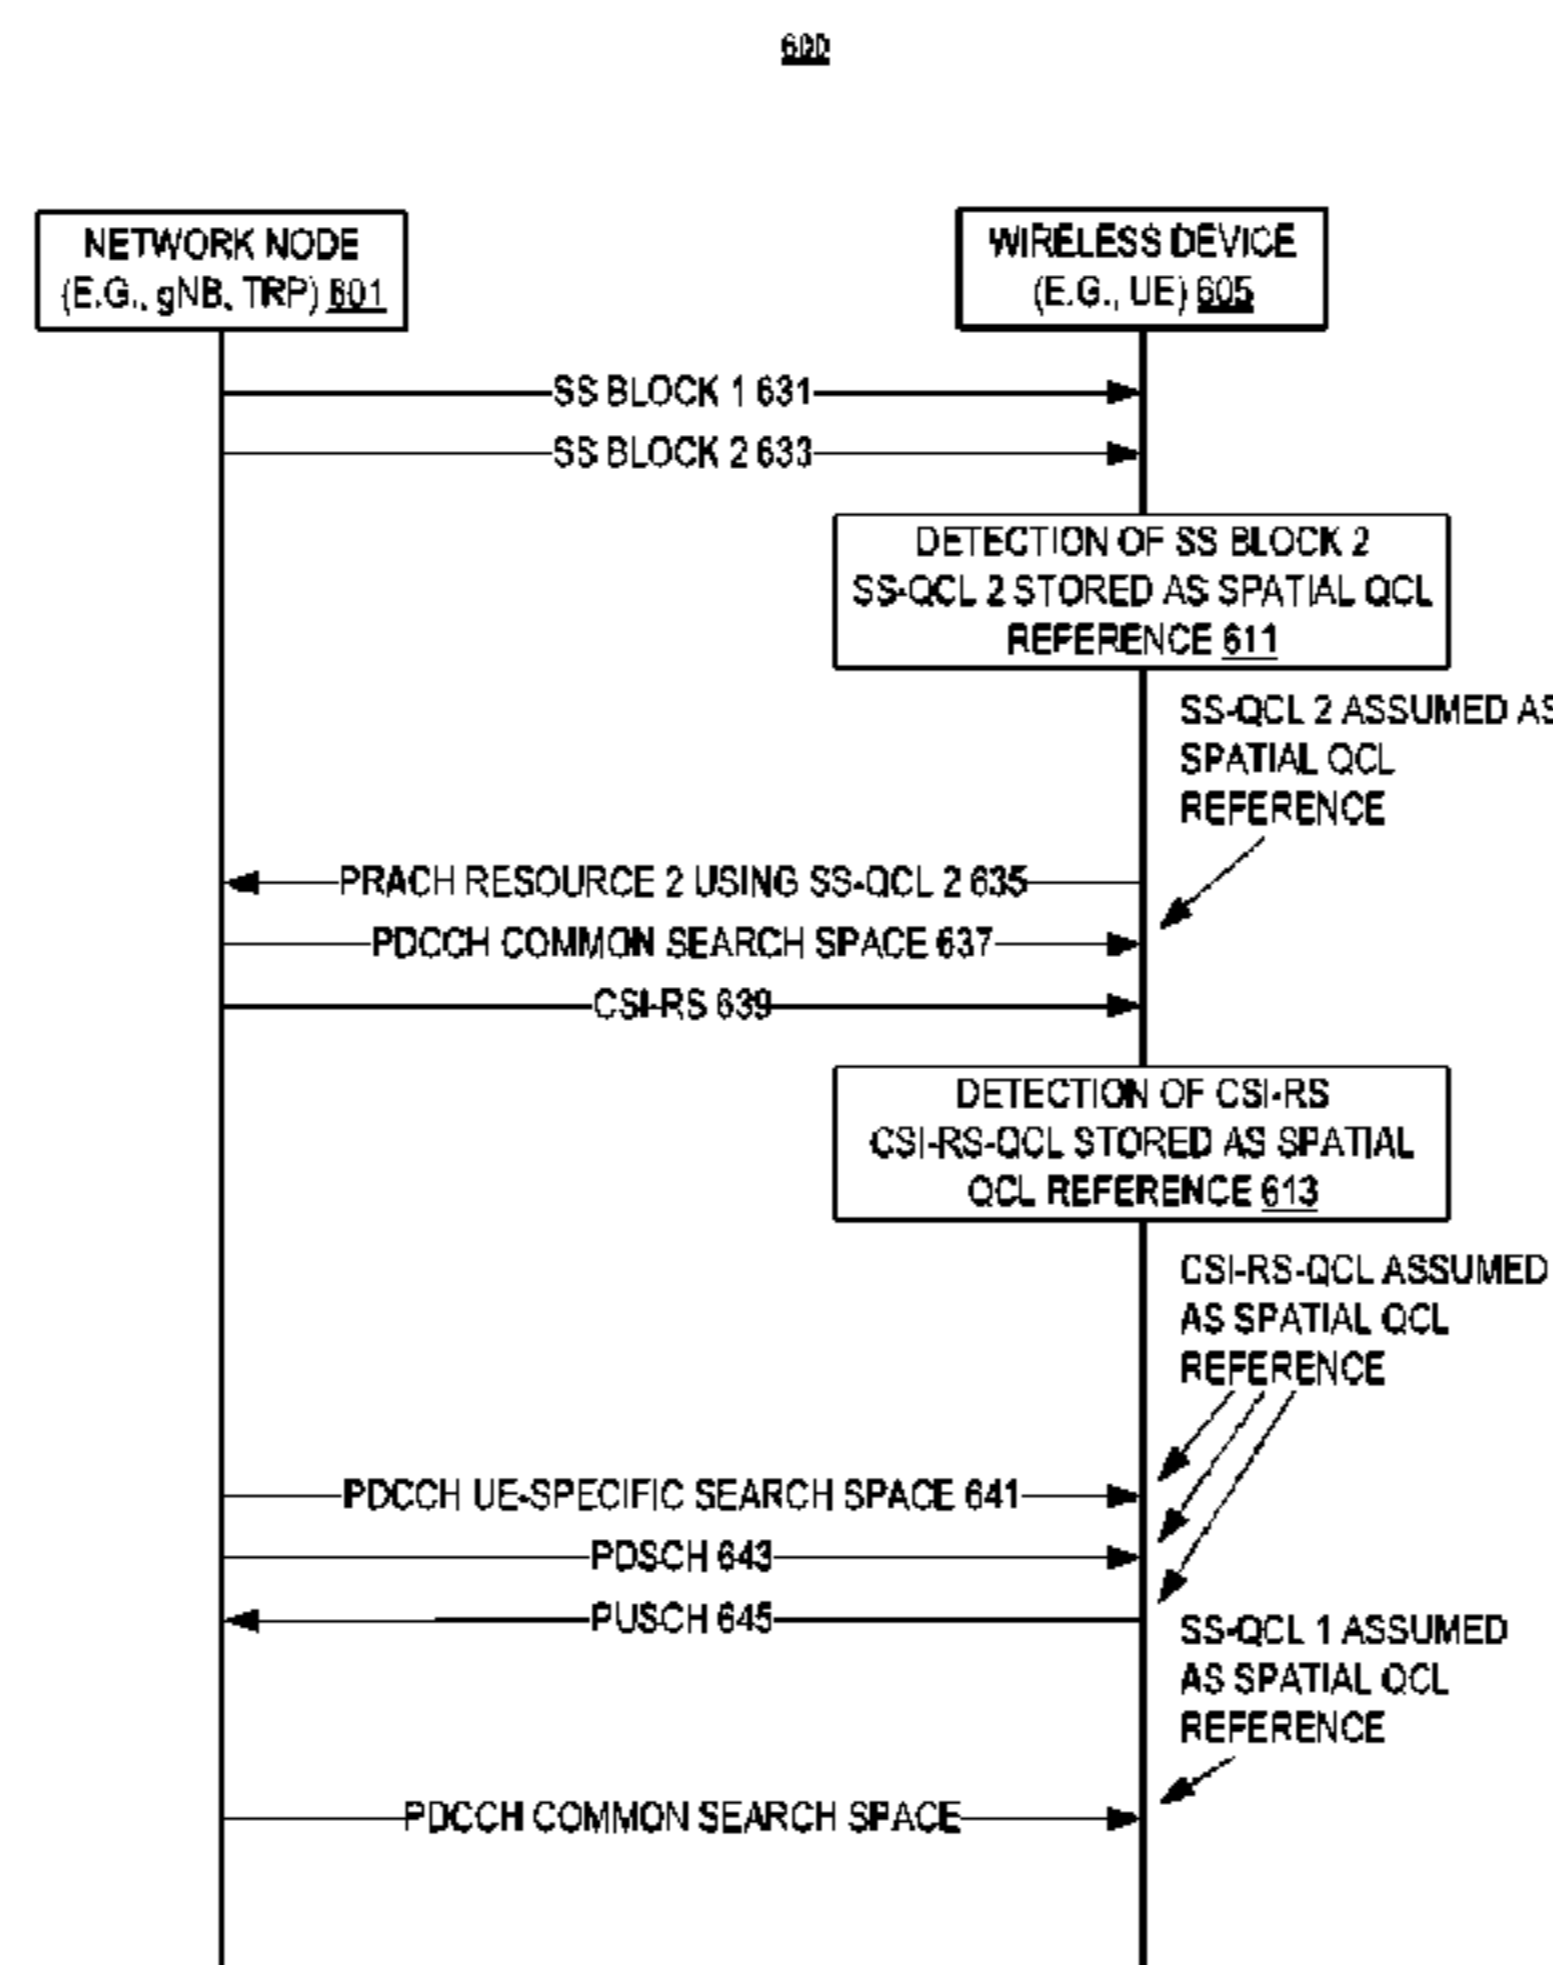 600
NETWORK NODE
(E.G., gNB, TRP) 601
WIRELESS DEVICE
(E.G., UE) 605
SS BLOCK 1 631
SS BLOCK 2 633
DETECTION OF SS BLOCK 2
SS-QCL 2 STORED AS SPATIAL QCL
REFERENCE 611
SS-QCL 2 ASSUMED AS
SPATIAL QCL
REFERENCE
PRACH RESOURCE 2 USING SS-QCL 2 635
PDCCH COMMON SEARCH SPACE 637
CSI-RS 639
DETECTION OF CSI-RS
CSI-RS-QCL STORED AS SPATIAL
QCL REFERENCE 613
CSI-RS-QCL ASSUMED
AS SPATIAL QCL
REFERENCE
PDCCH UE-SPECIFIC SEARCH SPACE 641
PDSCH 643
PUSCH 645
SS-QCL 1 ASSUMED
AS SPATIAL QCL
REFERENCE
PDCCH COMMON SEARCH SPACE